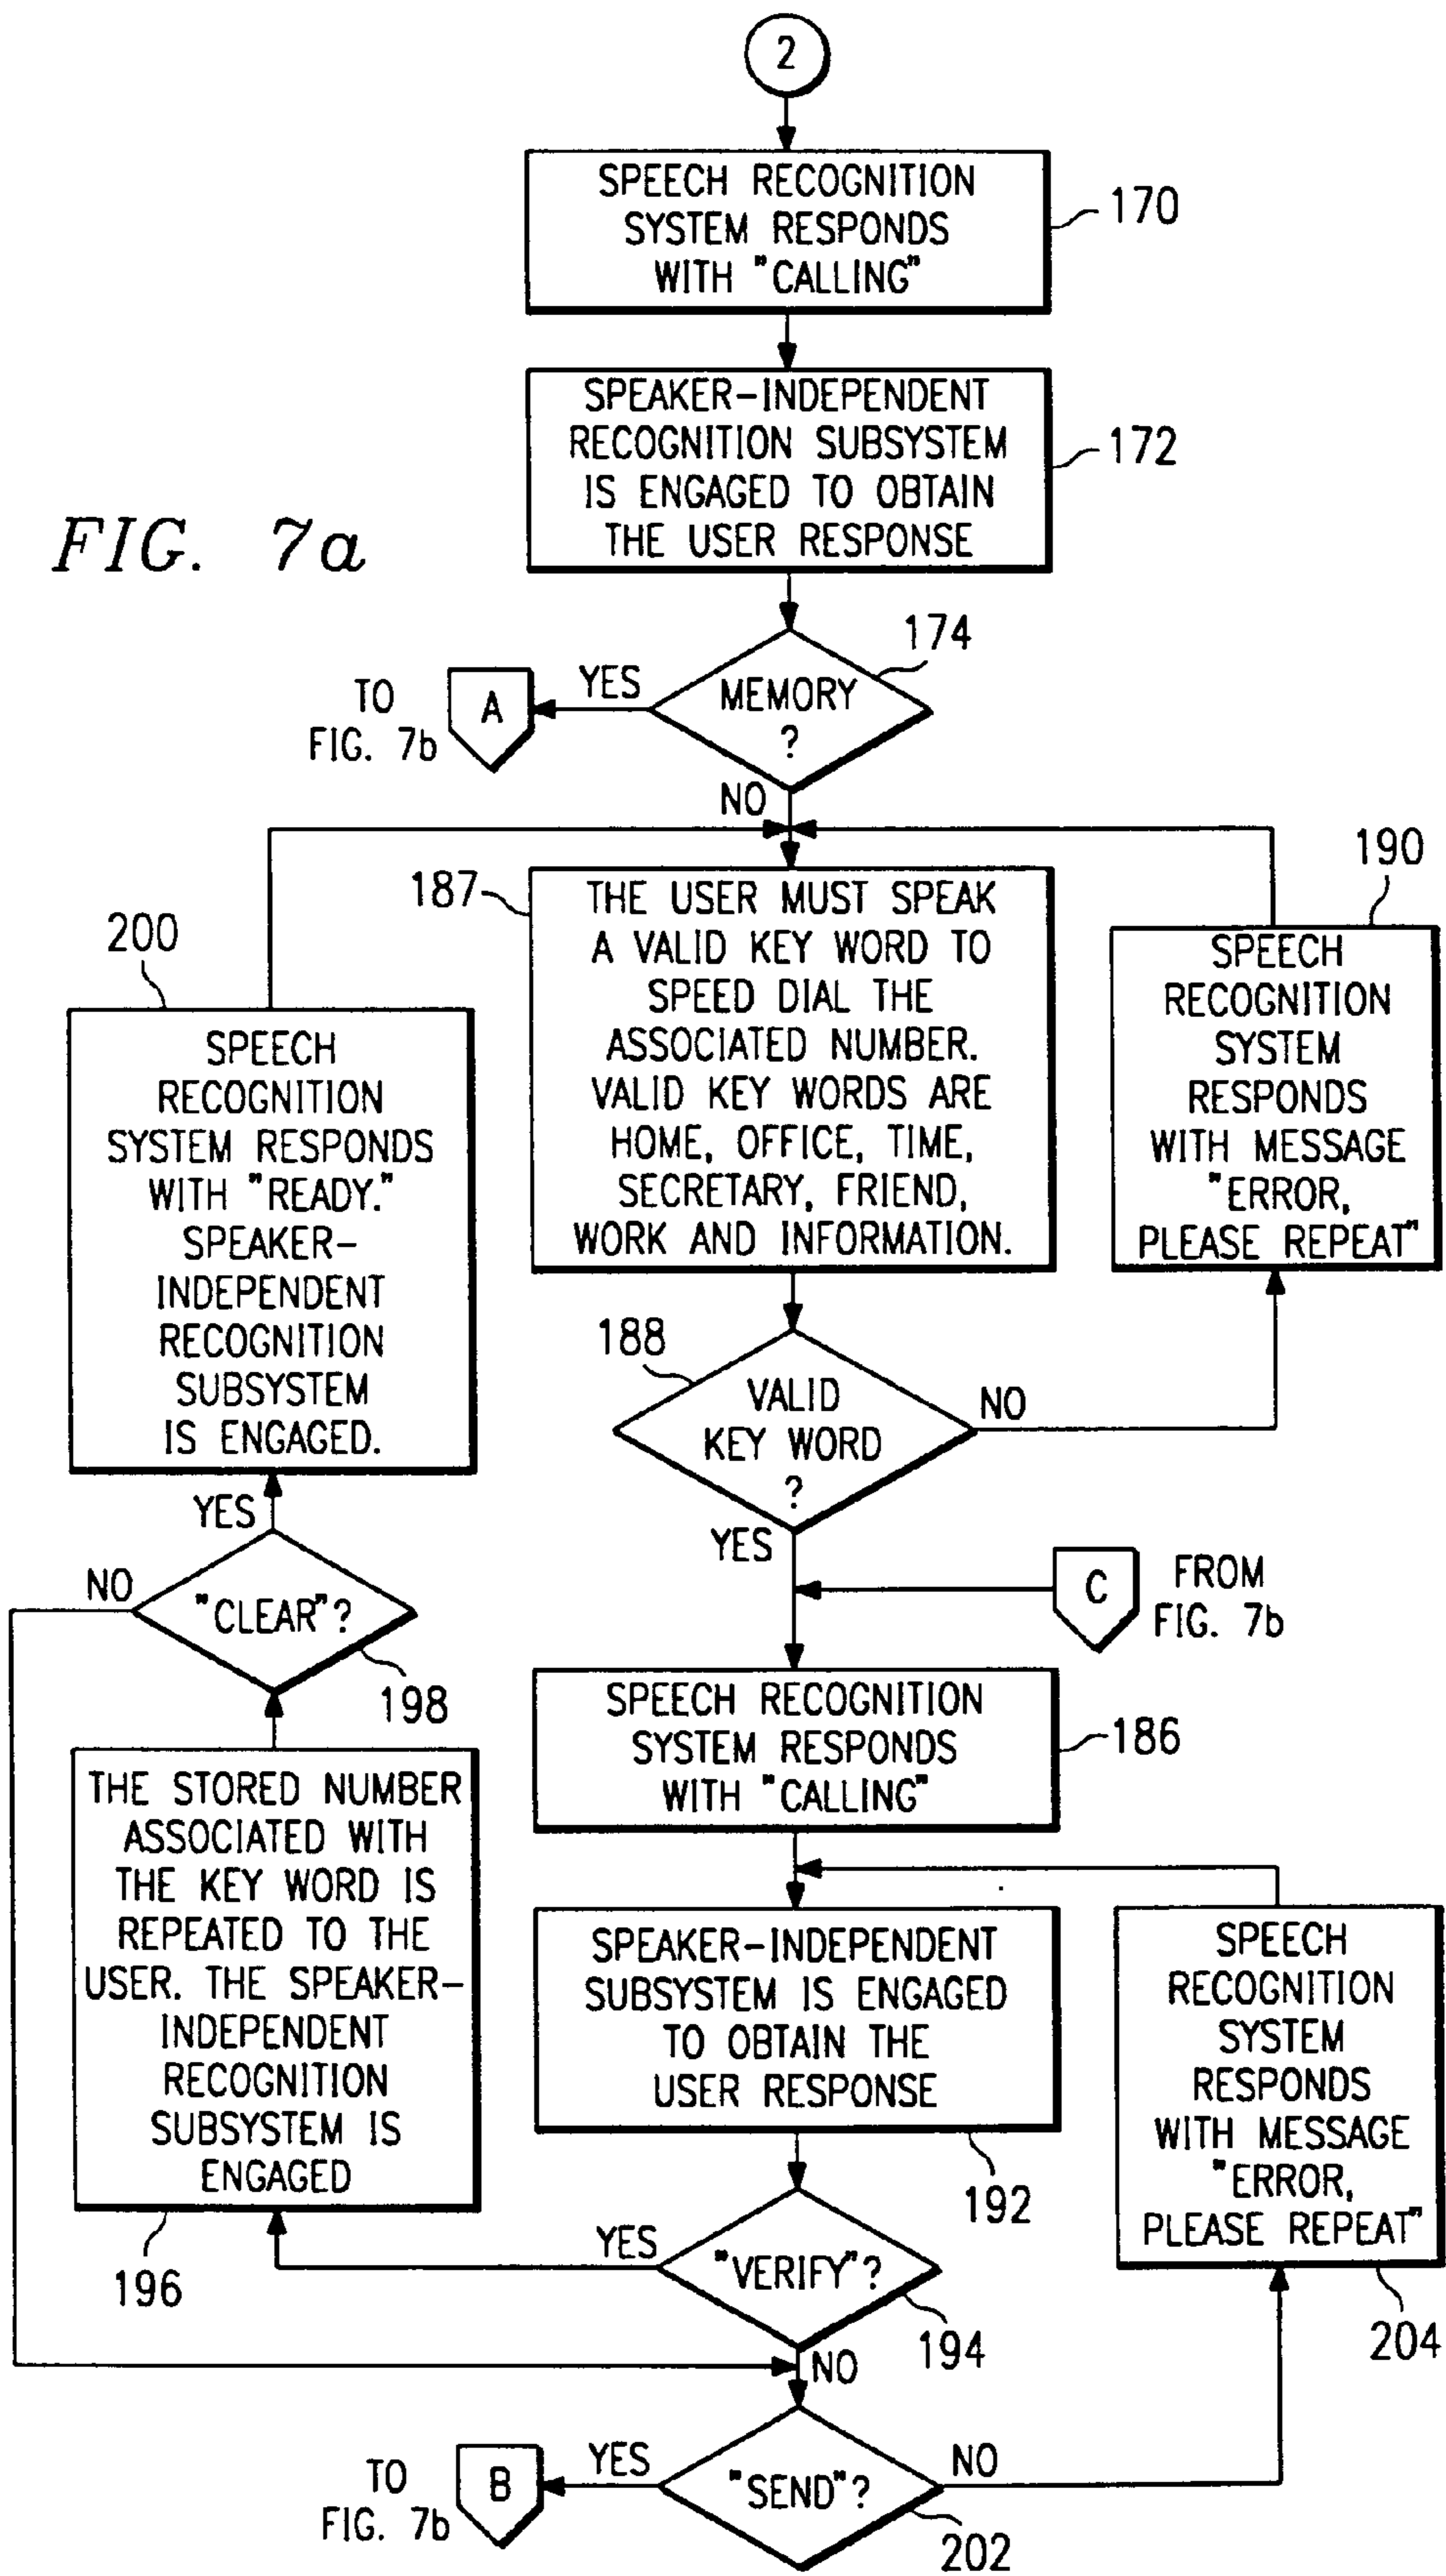 2
SPEECH RECOGNITION
SYSTEM RESPONDS
WITH "CALLING"
170
SPEAKER-INDEPENDENT
RECOGNITION SUBSYSTEM
IS ENGAGED TO OBTAIN
THE USER RESPONSE
172
FIG. 7a
174
MEMORY
?
YES
A
TO
FIG. 7b
NO
187
THE USER MUST SPEAK
A VALID KEY WORD TO
SPEED DIAL THE
ASSOCIATED NUMBER.
VALID KEY WORDS ARE
HOME, OFFICE, TIME,
SECRETARY, FRIEND,
WORK AND INFORMATION.
190
SPEECH
RECOGNITION
SYSTEM
RESPONDS
WITH MESSAGE
"ERROR,
PLEASE REPEAT"
200
SPEECH
RECOGNITION
SYSTEM RESPONDS
WITH "READY."
SPEAKER-
INDEPENDENT
RECOGNITION
SUBSYSTEM
IS ENGAGED.
188
VALID
KEY WORD
?
NO
YES
YES
NO
"CLEAR"?
198
C
FROM
FIG. 7b
SPEECH RECOGNITION
SYSTEM RESPONDS
WITH "CALLING"
186
THE STORED NUMBER
ASSOCIATED WITH
THE KEY WORD IS
REPEATED TO THE
USER. THE SPEAKER-
INDEPENDENT
RECOGNITION
SUBSYSTEM IS
ENGAGED
196
SPEAKER-INDEPENDENT
SUBSYSTEM IS ENGAGED
TO OBTAIN THE
USER RESPONSE
192
SPEECH
RECOGNITION
SYSTEM
RESPONDS
WITH MESSAGE
"ERROR,
PLEASE REPEAT"
204
YES
"VERIFY"?
194
NO
YES
"SEND"?
NO
202
B
TO
FIG. 7b